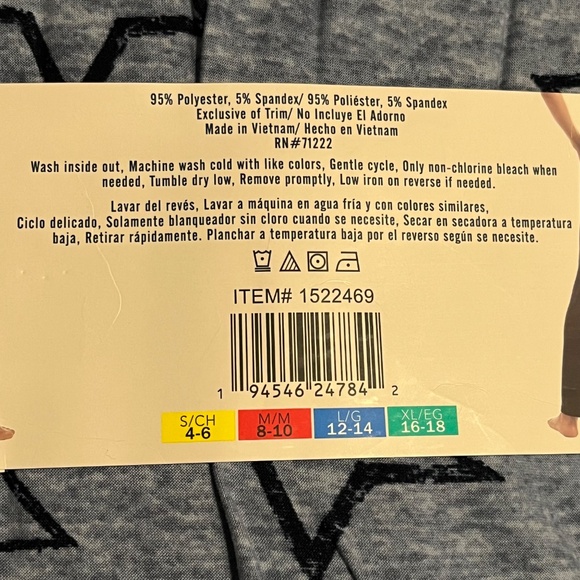 95% Polyester, 5% Spandex/ 95% Poliéster, 5% Spandex
Exclusive of Trim/ No Incluye El Adorno
Made in Vietnam/ Hecho en Vietnam
RN#71222
Wash inside out, Machine wash cold with like colors, Gentle cycle, Only non-chlorine bleach when
needed, Tumble dry low, Remove promptly, Low iron on reverse if needed.
Lavar del revés, Lavar a máquina en agua fría y con colores similares,
Ciclo delicado, Solamente blanqueador sin cloro cuando se necesite, Secar en secadora a temperatura
baja, Retirar rápidamente. Planchar a temperatura baja por el reverso según se necesite.
ITEM# 1522469
1 94546 24784 2
S/CH M/M L/G XL/EG
4-6 8-10 12-14 16-18